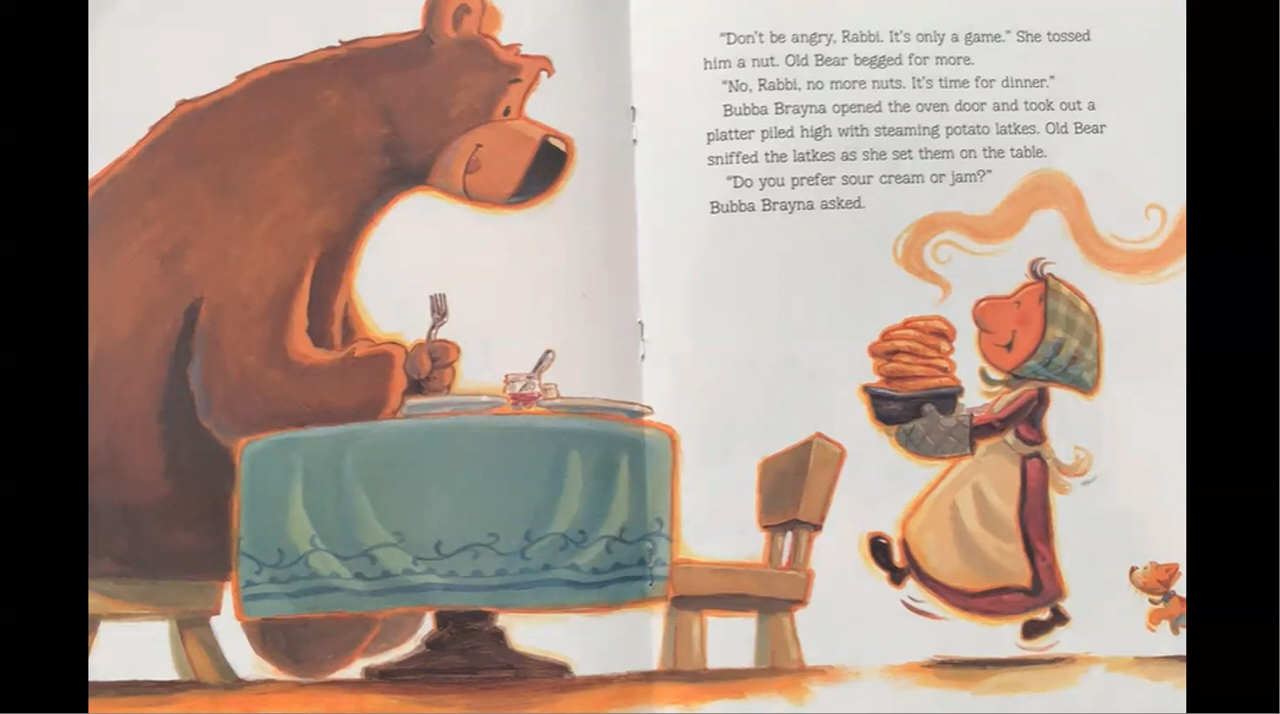 “Don’t be angry, Rabbi. It’s only a game.” She tossed
him a nut. Old Bear begged for more.
“No, Rabbi, no more nuts. It’s time for dinner.”
Bubba Brayna opened the oven door and took out a
platter piled high with steaming potato latkes. Old Bear
sniffed the latkes as she set them on the table.
“Do you prefer sour cream or jam?”
Bubba Brayna asked.